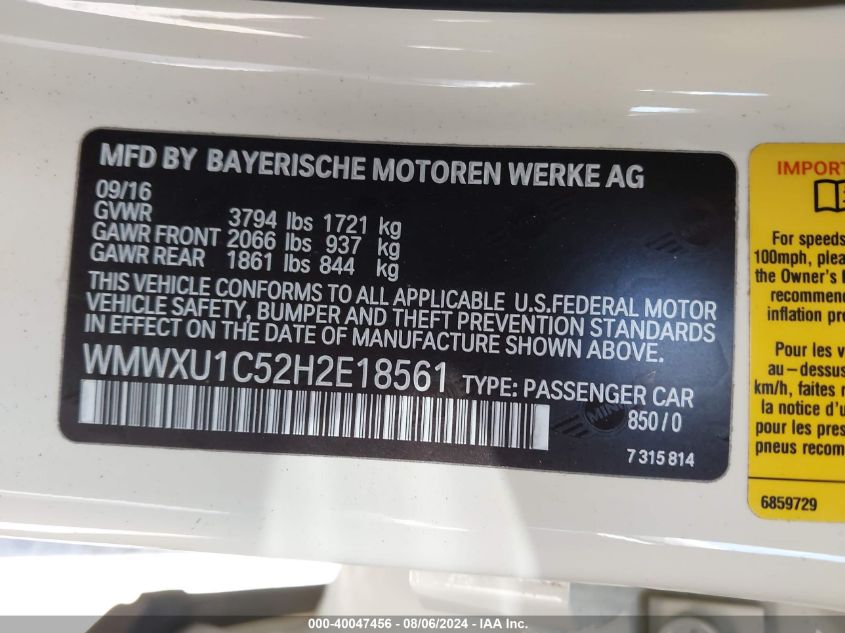 MFD BY BAYERISCHE MOTOREN WERKE AG
09/16
GVWR 3794 lbs 1721 kg
GAWR FRONT 2066 lbs 937 kg
GAWR REAR 1861 lbs 844 kg
THIS VEHICLE CONFORMS TO ALL APPLICABLE U.S.FEDERAL MOTOR
VEHICLE SAFETY, BUMPER AND THEFT PREVENTION STANDARDS
IN EFFECT ON THE DATE OF MANUFACTURE SHOWN ABOVE.
WMWXU1C52H2E18561 TYPE: PASSENGER CAR
MINI
850/0
7 315 814
IMPORT
For speeds
100mph, plea
the Owner's
recommen
inflation pre
Pour les
au-dessus
km/h, faites
la notice d'u
pour les pres
pneus recom
6859729
000-40047456 - 08/06/2024 - IAA Inc.